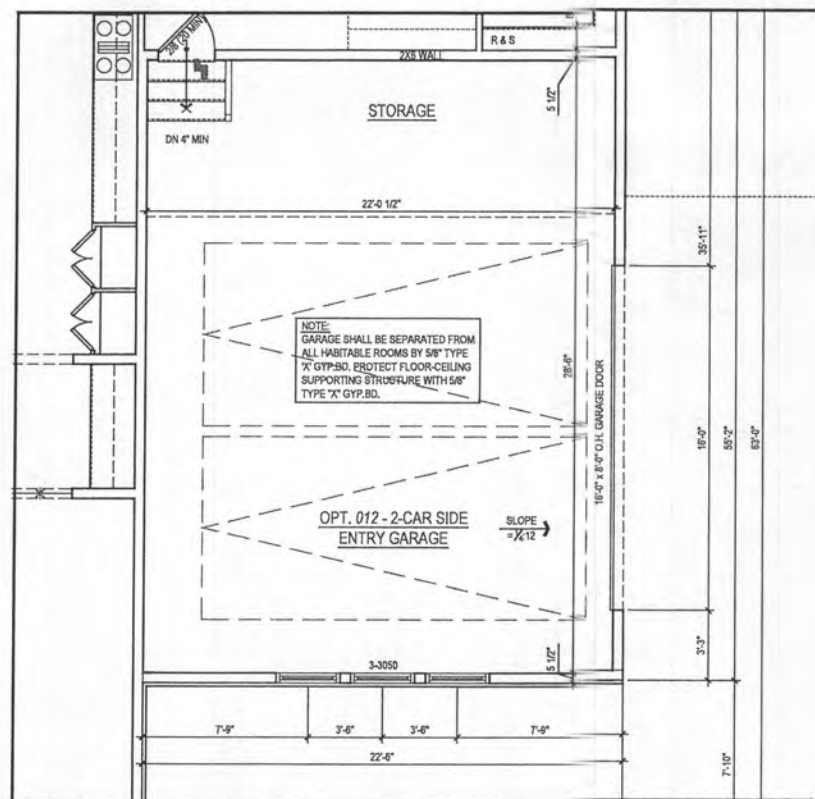 2/8 (20 MIN)
R & S
2X6 WALL
5 1/2"
STORAGE
DN 4" MIN
22'-0 1/2"
35'-11"
NOTE:
GARAGE SHALL BE SEPARATED FROM
ALL HABITABLE ROOMS BY 5/8" TYPE
'X' GYP.BD. PROTECT FLOOR-CEILING
SUPPORTING STRUCTURE WITH 5/8"
TYPE "X" GYP.BD.
28'-6"
16'-0" x 8'-0" O.H. GARAGE DOOR
16'-0"
55'-2"
63'-0"
OPT. 012 - 2-CAR SIDE
ENTRY GARAGE
SLOPE
=1/4:12
3'-3"
3-3050
5 1/2"
7'-9"
3'-6"
3'-6"
7'-9"
22'-6"
7'-10"